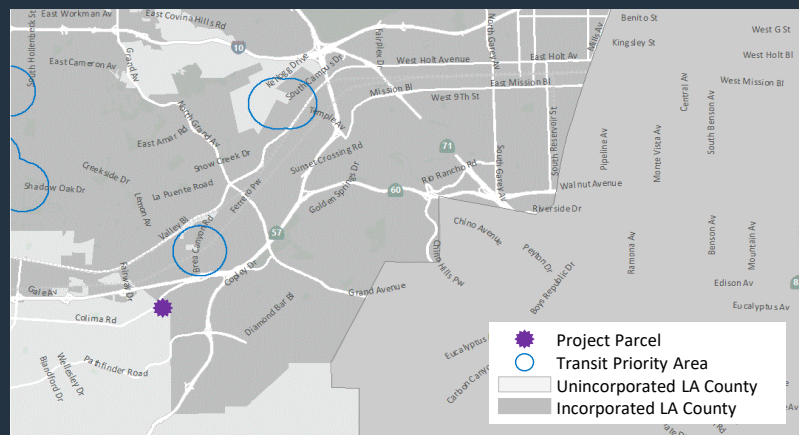 East Workman Av
East Covina Hills Rd
South Hollenbeck St
Grand Av
10
East Cameron Av
Kellogg Drive
South Campus Dr
Fairplex Dr
North Garey Av
West Holt Avenue
East Holt Av
Mills Av
Benito St
Kingsley St
West G St
West Holt Bl
West Mission Bl
East Mission Bl
Mission Bl
West 9Th St
Temple Av
North Grand Av
East Amar Rd
Snow Creek Dr
Sunset Crossing Rd
71
Rio Rancho Rd
South Garey Av
South Reservoir St
Pipeline Av
Monte Vista Av
Central Av
South Benson Av
Creekside Dr
Shadow Oak Dr
La Puente Road
Lemon Av
Ferrero Pw
Golden Springs Dr
60
Walnut Avenue
Riverside Dr
Valley Bl
Brea Canyon Rd
57
Chino Avenue
Chino Hills Pw
Peyton Dr
Boys Republic Dr
Ramona Av
Benson Av
Mountain Av
Edison Av
8
Eucalyptus Av
Fairway Dr
Copley Dr
Grand Avenue
Gale Av
Colima Rd
Diamond Bar Bl
Eucalyptus
Carbon Canyo
Pathfinder Road
Wellesley Dr
Blandford Dr
Project Parcel
Transit Priority Area
Unincorporated LA County
Incorporated LA County